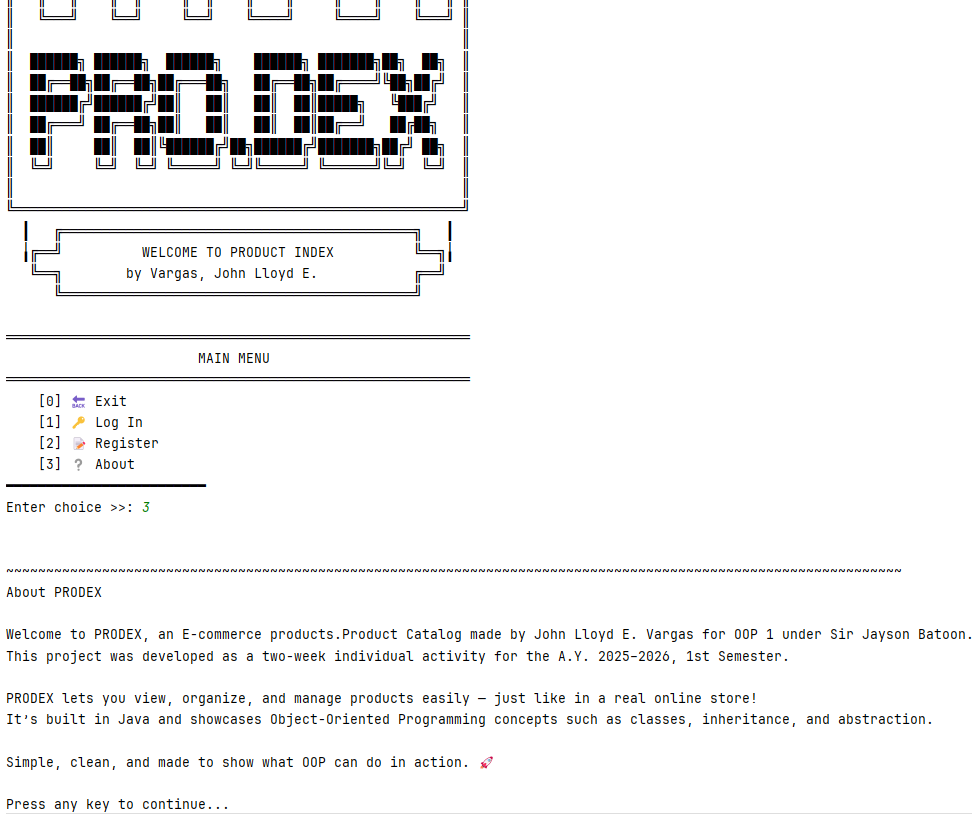 PRO.DEX
WELCOME TO PRODUCT INDEX
by Vargas, John Lloyd E.
MAIN MENU
[0] 🔙 Exit
[1] 🔑 Log In
[2] 📝 Register
[3] ❔ About
Enter choice >>: 3
~~~~~~~~~~~~~~~~~~~~~~~~~~~~~~~~~~~~~~~~~~~~~~~~~~~~~~~~~~~~~~~~~~~~~~~~~~~~~~~~~~~~~~~~~~~~~~~~~~~~~~~~~~~~~~~~
About PRODEX
Welcome to PRODEX, an E-commerce products.Product Catalog made by John Lloyd E. Vargas for OOP 1 under Sir Jayson Batoon.
This project was developed as a two-week individual activity for the A.Y. 2025–2026, 1st Semester.
PRODEX lets you view, organize, and manage products easily — just like in a real online store!
It’s built in Java and showcases Object-Oriented Programming concepts such as classes, inheritance, and abstraction.
Simple, clean, and made to show what OOP can do in action. 🚀
Press any key to continue...